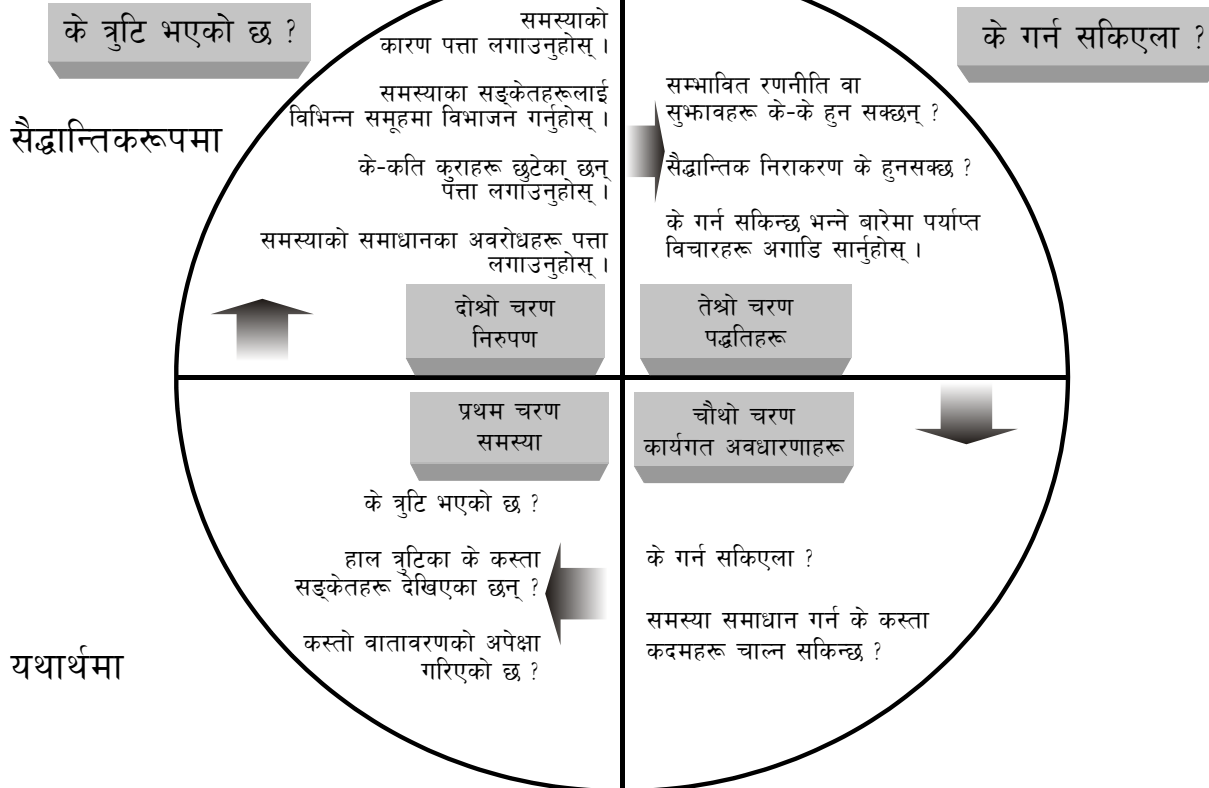 के त्रुटि भएको छ ?
के गर्न सकिएला ?
सैद्धान्तिकरूपमा
समस्याको
कारण पत्ता लगाउनुहोस् ।
समस्याका सङ्केतहरूलाई
विभिन्न समूहमा विभाजन गर्नुहोस् ।
के-कति कुराहरू छुटेका छन्
पत्ता लगाउनुहोस् ।
समस्याको समाधानका अवरोधहरू पत्ता
लगाउनुहोस् ।
दोश्रो चरण
निरुपण
सम्भावित रणनीति वा
सुझावहरू के-के हुन सक्छन् ?
सैद्धान्तिक निराकरण के हुनसक्छ ?
के गर्न सकिन्छ भन्ने बारेमा पर्याप्त
विचारहरू अगाडि सार्नुहोस् ।
तेश्रो चरण
पद्धतिहरू
यथार्थमा
प्रथम चरण
समस्या
के त्रुटि भएको छ ?
हाल त्रुटिका के कस्ता
सङ्केतहरू देखिएका छन् ?
कस्तो वातावरणको अपेक्षा
गरिएको छ ?
चौथो चरण
कार्यगत अवधारणाहरू
के गर्न सकिएला ?
समस्या समाधान गर्न के कस्ता
कदमहरू चाल्न सकिन्छ ?